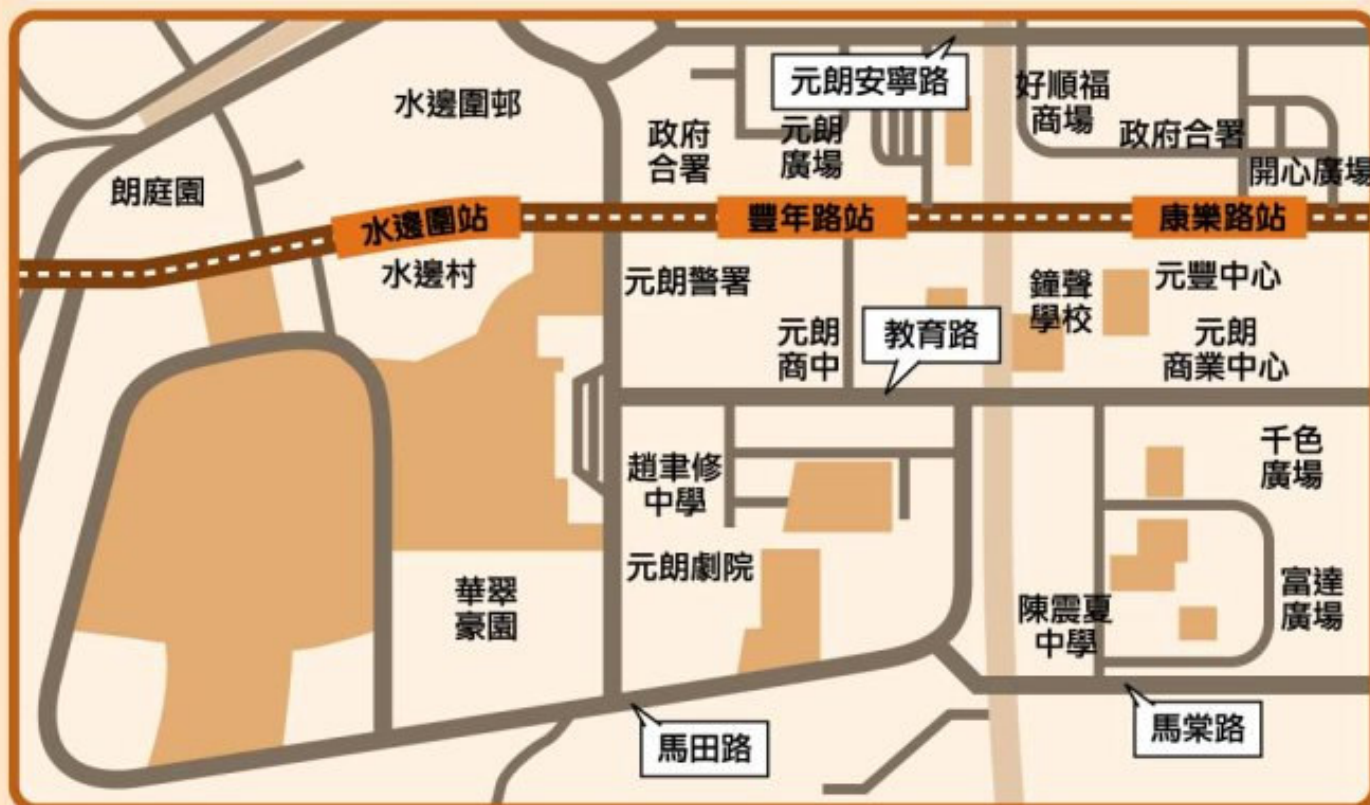 元朗安寧路
水邊圍邨
好順福
商場
政府
合署
元朗
廣場
政府合署
開心廣場
朗庭園
水邊圍站
豐年路站
康樂路站
水邊村
元朗警署
鐘聲
學校
元豐中心
元朗
商中
教育路
元朗
商業中心
趙聿修
中學
千色
廣場
元朗劇院
華翠
豪園
陳震夏
中學
富達
廣場
馬田路
馬棠路